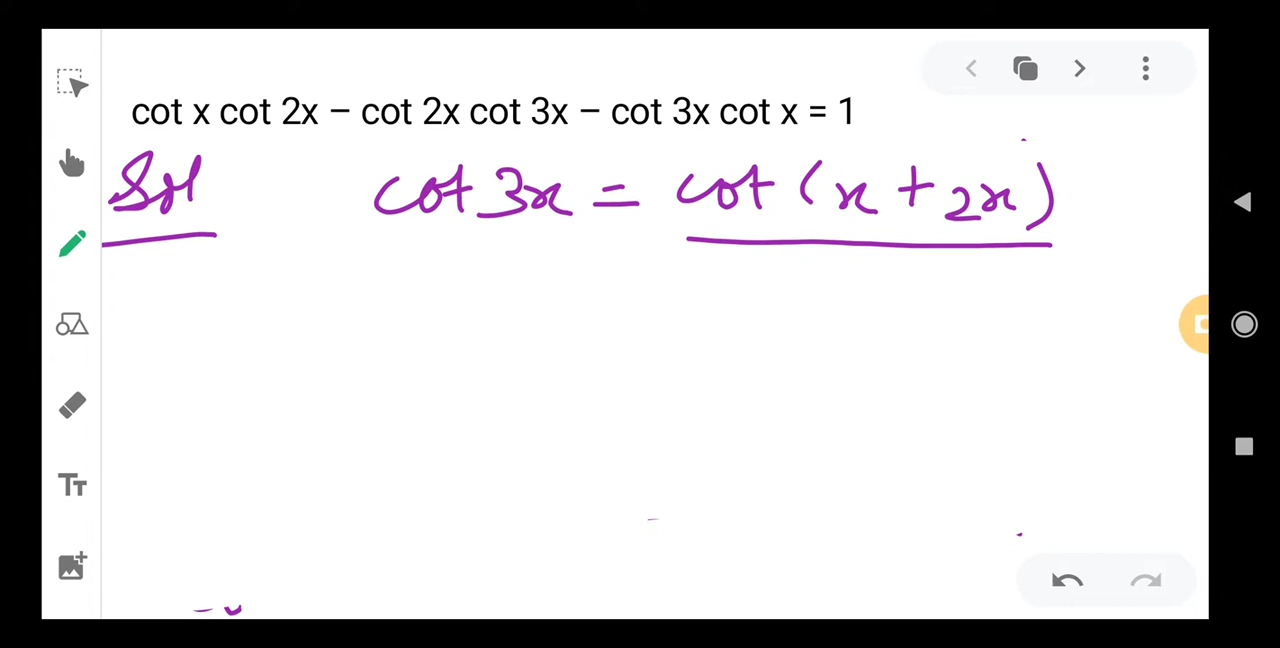 cot x cot 2x – cot 2x cot 3x – cot 3x cot x = 1
Sol cot 3x = cot (x + 2x)